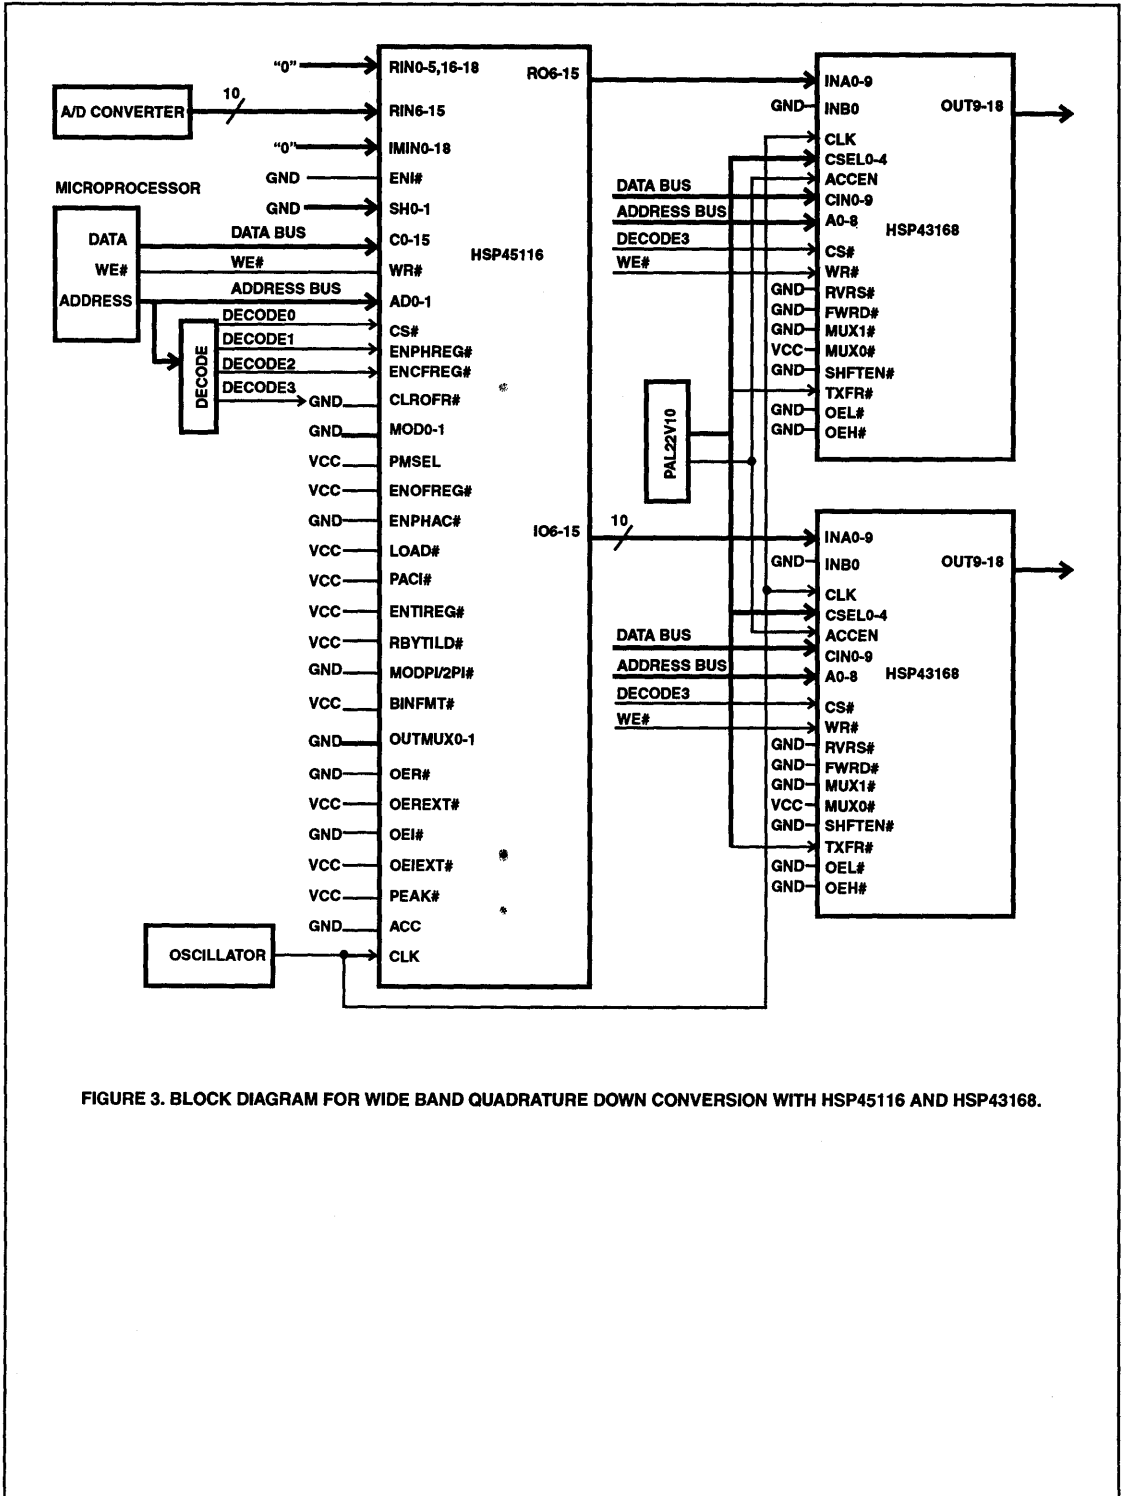 "0" RIN0-5,16-18 RO6-15
A/D CONVERTER 10 RIN6-15
"0" IMIN0-18
GND ENI#
MICROPROCESSOR
GND SH0-1
DATA DATA BUS C0-15
HSP45116
WE# WE# WR#
ADDRESS ADDRESS BUS AD0-1
DECODE
DECODE0 CS#
DECODE1 ENPHREG#
DECODE2 ENCFREG#
DECODE3 GND CLROFR#
GND MOD0-1
VCC PMSEL
VCC ENOFREG#
GND ENPHAC#
IO6-15 10
VCC LOAD#
VCC PACI#
VCC ENTIREG#
VCC RBYTILD#
GND MODPI/2PI#
VCC BINFMT#
GND OUTMUX0-1
GND OER#
VCC OEREXT#
GND OEI#
VCC OEIEXT#
VCC PEAK#
GND ACC
OSCILLATOR CLK
PAL22V10
INA0-9 OUT9-18
GND INB0
CLK
CSEL0-4
ACCEN
DATA BUS CIN0-9
ADDRESS BUS A0-8
HSP43168
DECODE3 CS#
WE# WR#
GND RVRS#
GND FWRD#
GND MUX1#
VCC MUX0#
GND SHFTEN#
TXFR#
GND OEL#
GND OEH#
INA0-9 OUT9-18
GND INB0
CLK
CSEL0-4
ACCEN
DATA BUS CIN0-9
ADDRESS BUS A0-8 HSP43168
DECODE3 CS#
WE# WR#
GND RVRS#
GND FWRD#
GND MUX1#
VCC MUX0#
GND SHFTEN#
TXFR#
GND OEL#
GND OEH#
FIGURE 3. BLOCK DIAGRAM FOR WIDE BAND QUADRATURE DOWN CONVERSION WITH HSP45116 AND HSP43168.